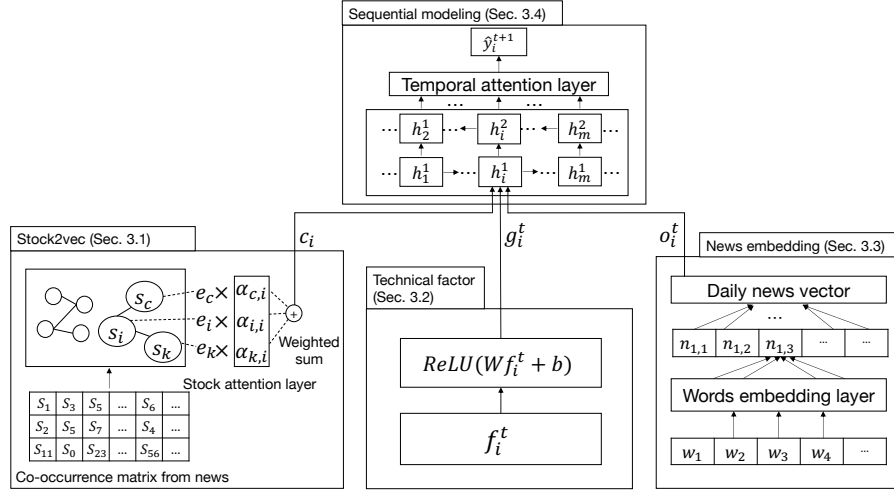 Sequential modeling (Sec. 3.4)
ŷ_i^{t+1}
Temporal attention layer
... ...
... h_2^1 ... h_i^2 ... h_m^2 ...
... h_1^1 ... h_i^1 ... h_m^1 ...
c_i
g_i^t
o_i^t
Stock2vec (Sec. 3.1)
s_c e_c× α_{c,i}
s_i e_i× α_{i,i} +
s_k e_k× α_{k,i}
Weighted
sum
Stock attention layer
S_1 S_3 S_5 ... S_6 ...
S_2 S_5 S_7 ... S_4 ...
S_11 S_0 S_23 ... S_56 ...
Co-occurrence matrix from news
Technical factor
(Sec. 3.2)
ReLU(Wf_i^t + b)
f_i^t
News embedding (Sec. 3.3)
Daily news vector
...
n_{1,1} n_{1,2} n_{1,3} ... ...
Words embedding layer
w_1 w_2 w_3 w_4 ...